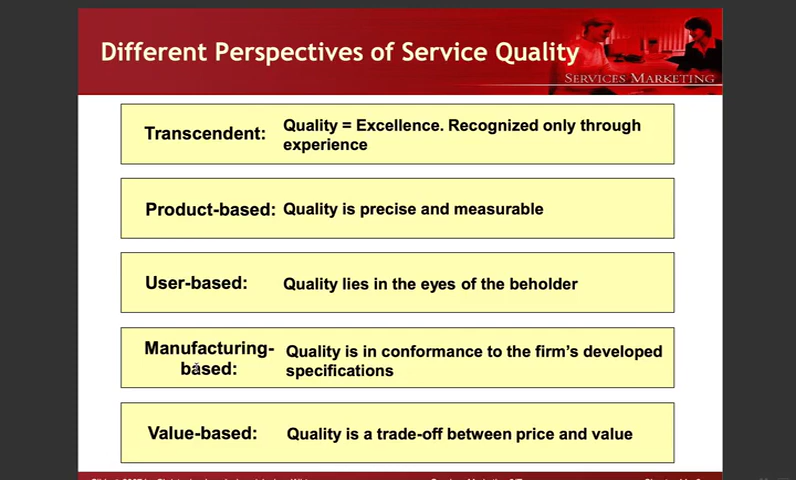 Different Perspectives of Service Quality
SERVICES MARKETING
Transcendent: Quality = Excellence. Recognized only through
experience
Product-based: Quality is precise and measurable
User-based: Quality lies in the eyes of the beholder
Manufacturing-
based: Quality is in conformance to the firm's developed
specifications
Value-based: Quality is a trade-off between price and value